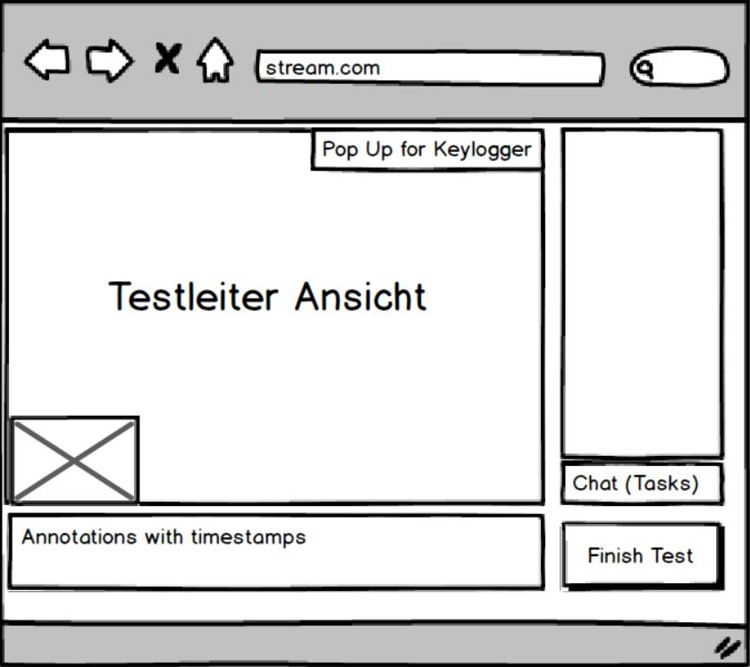 stream.com
Pop Up for Keylogger
Testleiter Ansicht
Chat (Tasks)
Annotations with timestamps
Finish Test